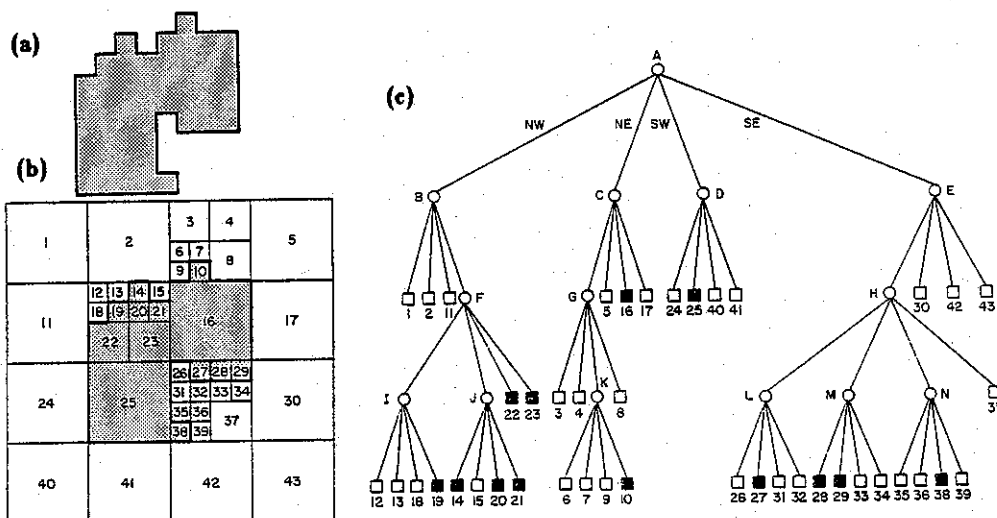 (a)
(b)
1 2 3 4 5
6 7 8
9 10
11 12 13 14 15 16 17
18 19 20 21
22 23
24 25 26 27 28 29 30
31 32 33 34
35 36 37
38 39
40 41 42 43
(c)
A
NW NE SW SE
B C D E
1 2 11 F G 5 16 17 24 25 40 41 H 30 42 43
I J 22 23 3 4 K 8 L M N
12 13 18 19 14 15 20 21 6 7 9 10 26 27 31 32 28 29 33 34 35 36 38 39